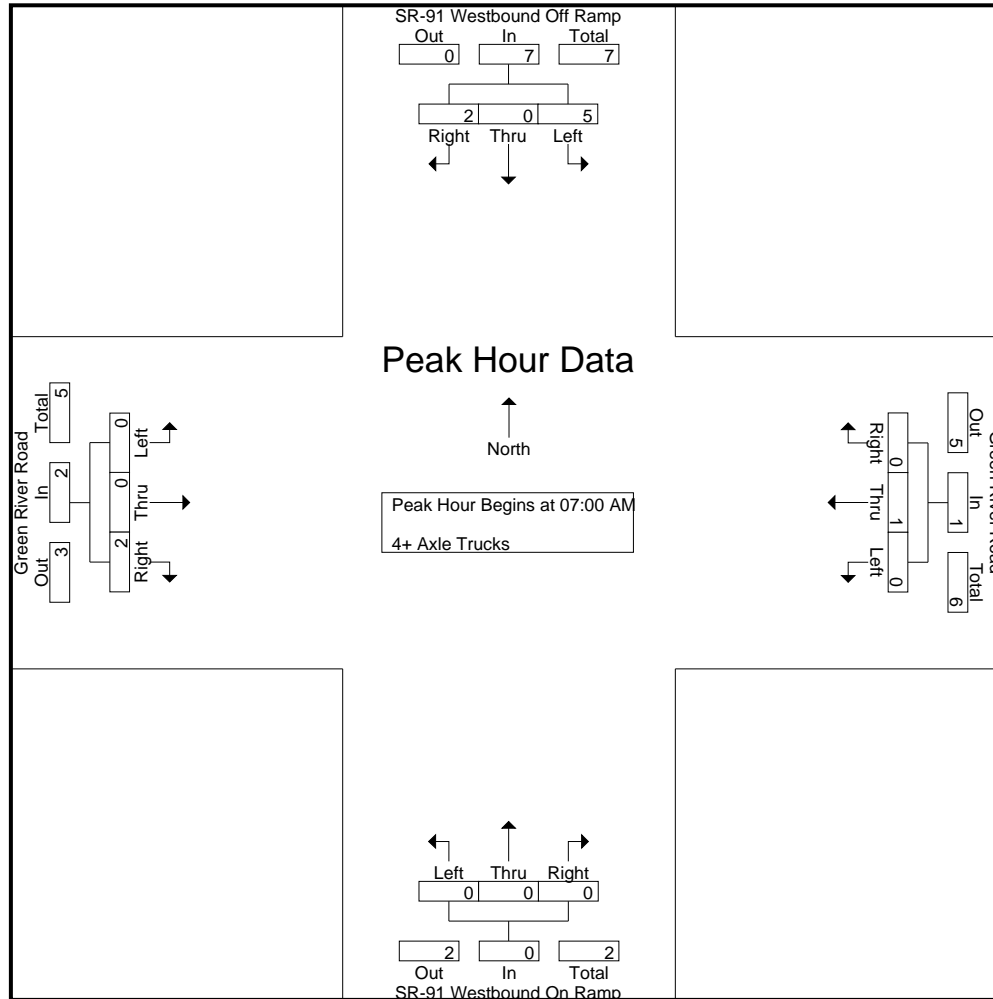 SR-91 Westbound Off Ramp
Out In Total
0 7 7
2 0 5
Right Thru Left
Peak Hour Data
North
Peak Hour Begins at 07:00 AM
4+ Axle Trucks
Green River Road
Total In Out
5 2 3
0 0 2
Left Thru Right
Right Thru Left
0 1 0
5 1 6
Out In Total
Green River Road
Left Thru Right
0 0 0
2 0 2
Out In Total
SR-91 Westbound On Ramp